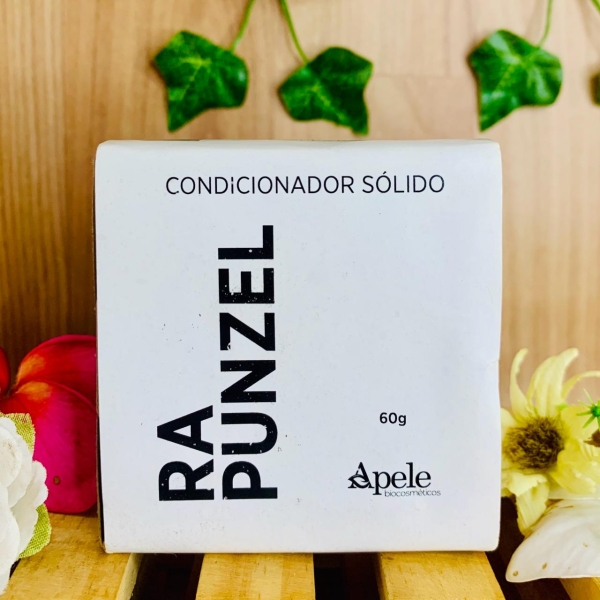 CONDiCIONADOR SÓLIDO
RA
PUNZEL
60g
Apele
biocosméticos